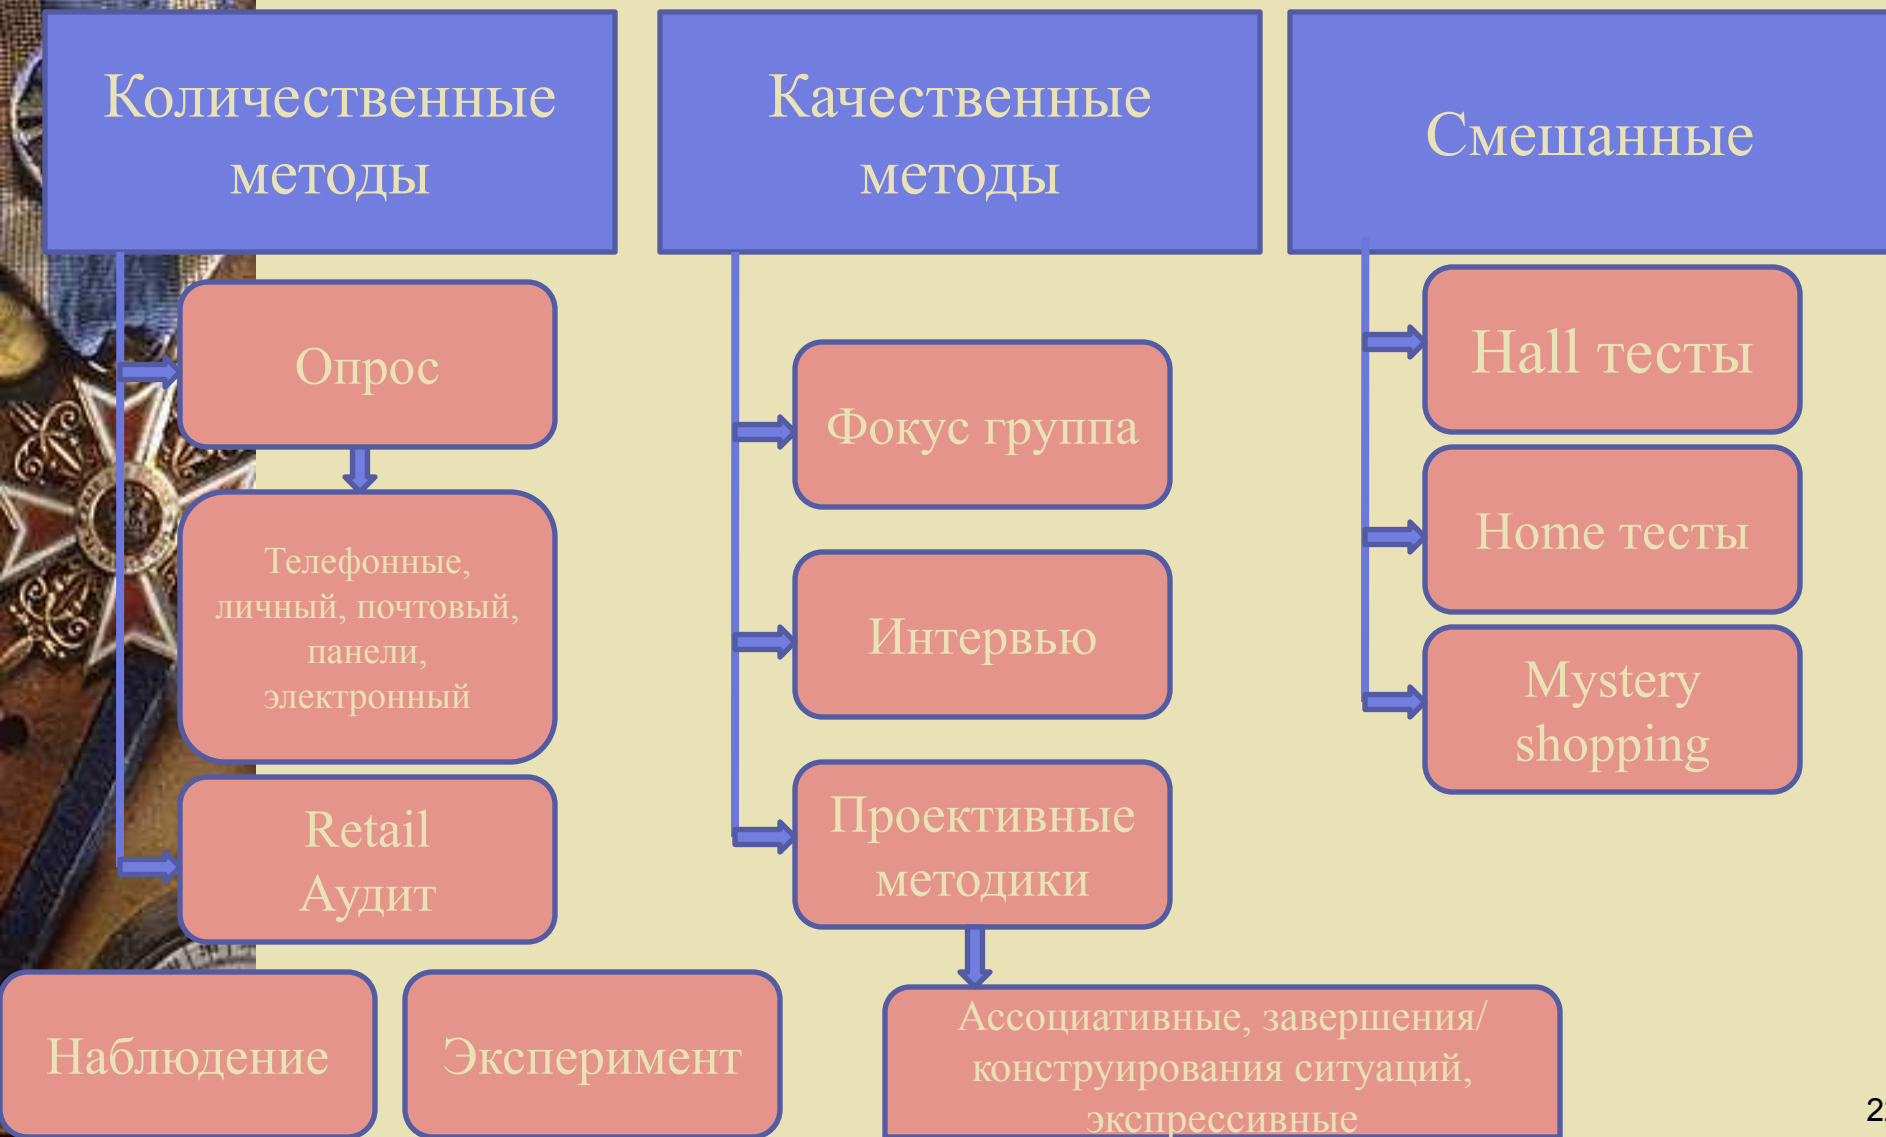 Количественные
методы
Опрос
Телефонные,
личный, почтовый,
панели,
электронный
Retail
Аудит
Наблюдение
Эксперимент
Качественные
методы
Фокус группа
Интервью
Проективные
методики
Ассоциативные, завершения/
конструирования ситуаций,
экспрессивные
Смешанные
Hall тесты
Home тесты
Mystery
shopping